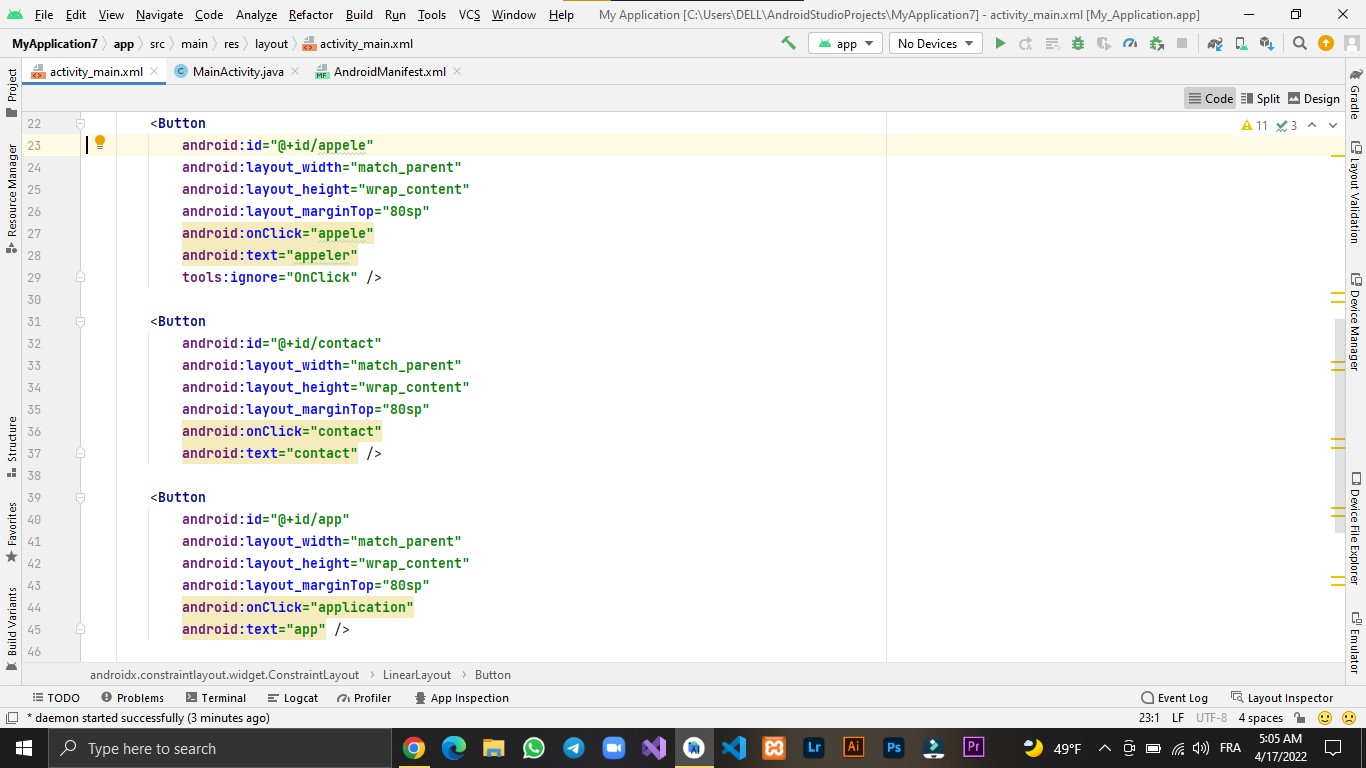 File Edit View Navigate Code Analyze Refactor Build Run Tools VCS Window Help My Application [C:\Users\DELL\AndroidStudioProjects\MyApplication7] - activity_main.xml [My_Application.app]
MyApplication7 app src main res layout activity_main.xml app No Devices
activity_main.xml MainActivity.java AndroidManifest.xml
Code Split Design
11 3
22 <Button
23 android:id="@+id/appele"
24 android:layout_width="match_parent"
25 android:layout_height="wrap_content"
26 android:layout_marginTop="80sp"
27 android:onClick="appele"
28 android:text="appeler"
29 tools:ignore="OnClick" />
30
31 <Button
32 android:id="@+id/contact"
33 android:layout_width="match_parent"
34 android:layout_height="wrap_content"
35 android:layout_marginTop="80sp"
36 android:onClick="contact"
37 android:text="contact" />
38
39 <Button
40 android:id="@+id/app"
41 android:layout_width="match_parent"
42 android:layout_height="wrap_content"
43 android:layout_marginTop="80sp"
44 android:onClick="application"
45 android:text="app" />
46
Project
Resource Manager
Structure
Favorites
Build Variants
Gradle
Layout Validation
Device Manager
Device File Explorer
Emulator
androidx.constraintlayout.widget.ConstraintLayout LinearLayout Button
TODO Problems Terminal Logcat Profiler App Inspection Event Log Layout Inspector
* daemon started successfully (3 minutes ago) 23:1 LF UTF-8 4 spaces
Type here to search Lr Ai Ps Pr 49°F FRA 5:05 AM
4/17/2022